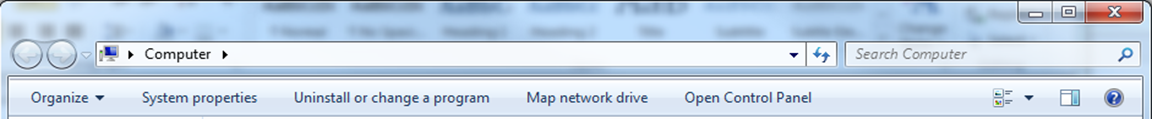 Computer
Search Computer
Organize System properties Uninstall or change a program Map network drive Open Control Panel